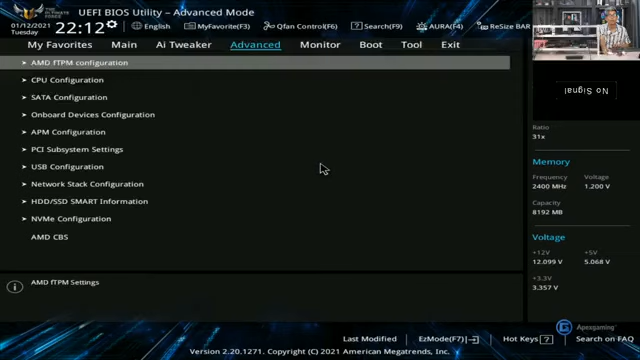 THE ULTIMATE FORCE
UEFI BIOS Utility – Advanced Mode
01/12/2021
Tuesday
22:12
English
MyFavorite(F3)
Qfan Control(F6)
Search(F9)
AURA(F4)
ReSize BAR
My Favorites
Main
Ai Tweaker
Advanced
Monitor
Boot
Tool
Exit
AMD fTPM configuration
CPU Configuration
SATA Configuration
Onboard Devices Configuration
APM Configuration
PCI Subsystem Settings
USB Configuration
Network Stack Configuration
HDD/SSD SMART Information
NVMe Configuration
AMD CBS
No Signal
Ratio
31x
Memory
Frequency Voltage
2400 MHz 1.200 V
Capacity
8192 MB
Voltage
+12V +5V
12.099 V 5.068 V
+3.3V
3.357 V
AMD fTPM Settings
Apexgaming
Last Modified
EzMode(F7)
Hot Keys ?
Search on FAQ
Version 2.20.1271. Copyright (C) 2021 American Megatrends, Inc.